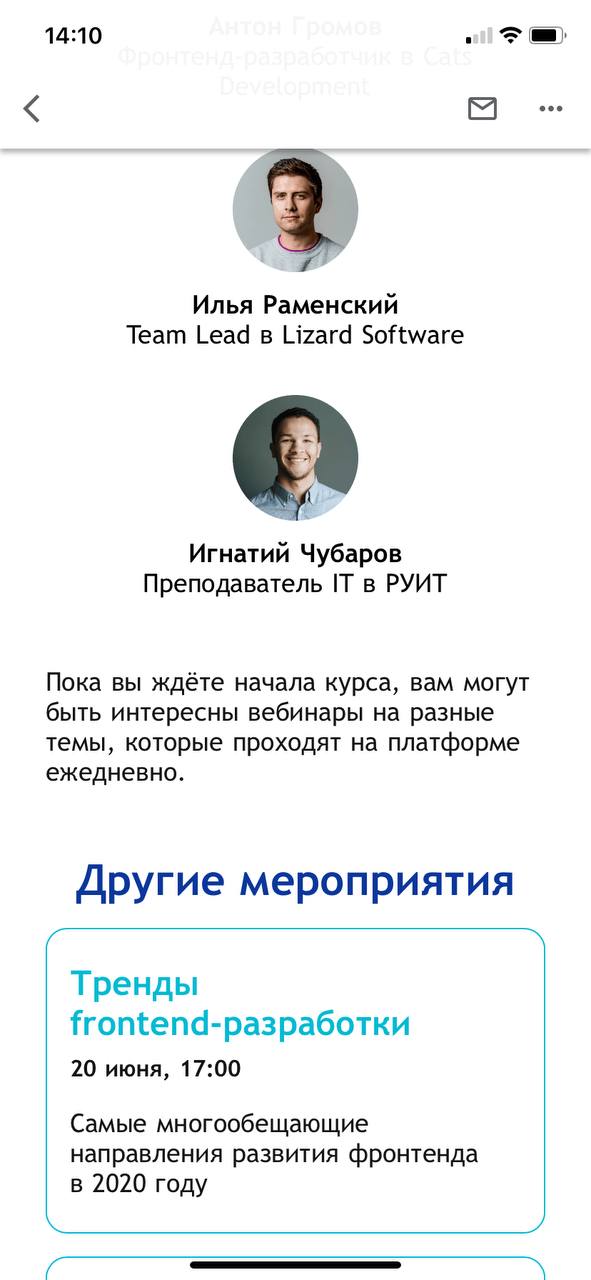 14:10
Антон Громов
Фронтенд-разработчик в Cats
Development
Илья Раменский
Team Lead в Lizard Software
Игнатий Чубаров
Преподаватель IT в РУИТ
Пока вы ждёте начала курса, вам могут
быть интересны вебинары на разные
темы, которые проходят на платформе
ежедневно.
Другие мероприятия
Тренды
frontend-разработки
20 июня, 17:00
Самые многообещающие
направления развития фронтенда
в 2020 году